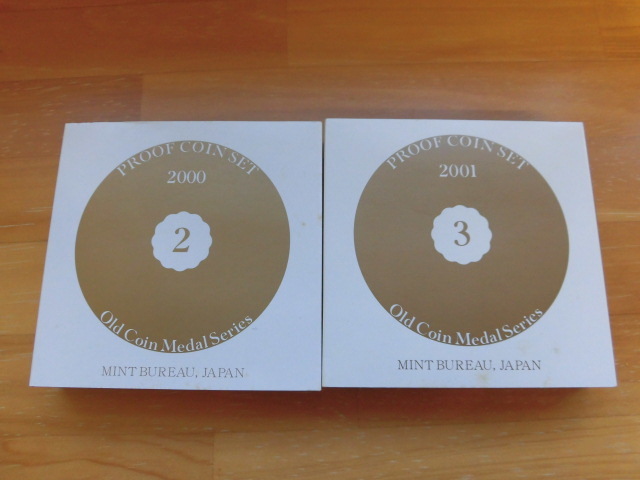 PROOF COIN SET
2000
2
Old Coin Medal Series
MINT BUREAU, JAPAN
PROOF COIN SET
2001
3
Old Coin Medal Series
MINT BUREAU, JAPAN